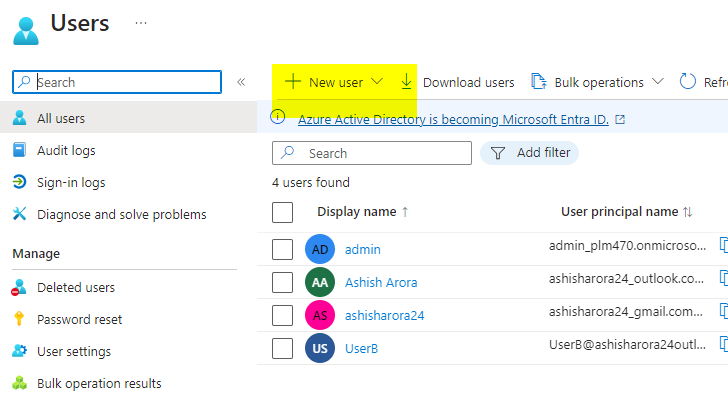 Users ...
Search «
All users
Audit logs
Sign-in logs
Diagnose and solve problems
Manage
Deleted users
Password reset
User settings
Bulk operation results
New user Download users Bulk operations Refre
Azure Active Directory is becoming Microsoft Entra ID.
Search Add filter
4 users found
Display name ↑ User principal name ↑↓
AD admin admin_plm470.onmicroso...
AA Ashish Arora ashisharora24_outlook.co...
AS ashisharora24 ashisharora24_gmail.com...
US UserB UserB@ashisharora24outl...